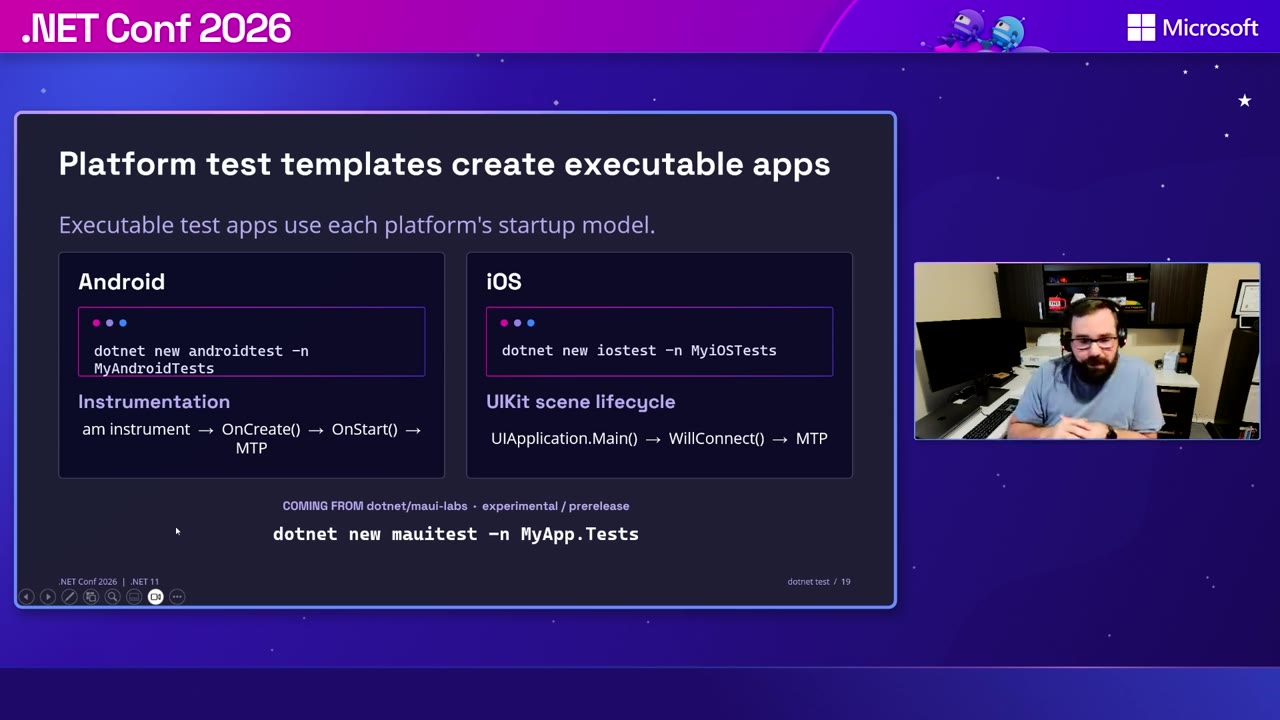 .NET Conf 2026
Microsoft
Platform test templates create executable apps
Executable test apps use each platform's startup model.
Android
dotnet new androidtest -n
MyAndroidTests
Instrumentation
am instrument → OnCreate() → OnStart() →
MTP
iOS
dotnet new iostest -n MyiOSTests
UIKit scene lifecycle
UIApplication.Main() → WillConnect() → MTP
COMING FROM dotnet/maui-labs · experimental / prerelease
dotnet new mauitest -n MyApp.Tests
.NET Conf 2026 | .NET 11
dotnet test / 19
TNT